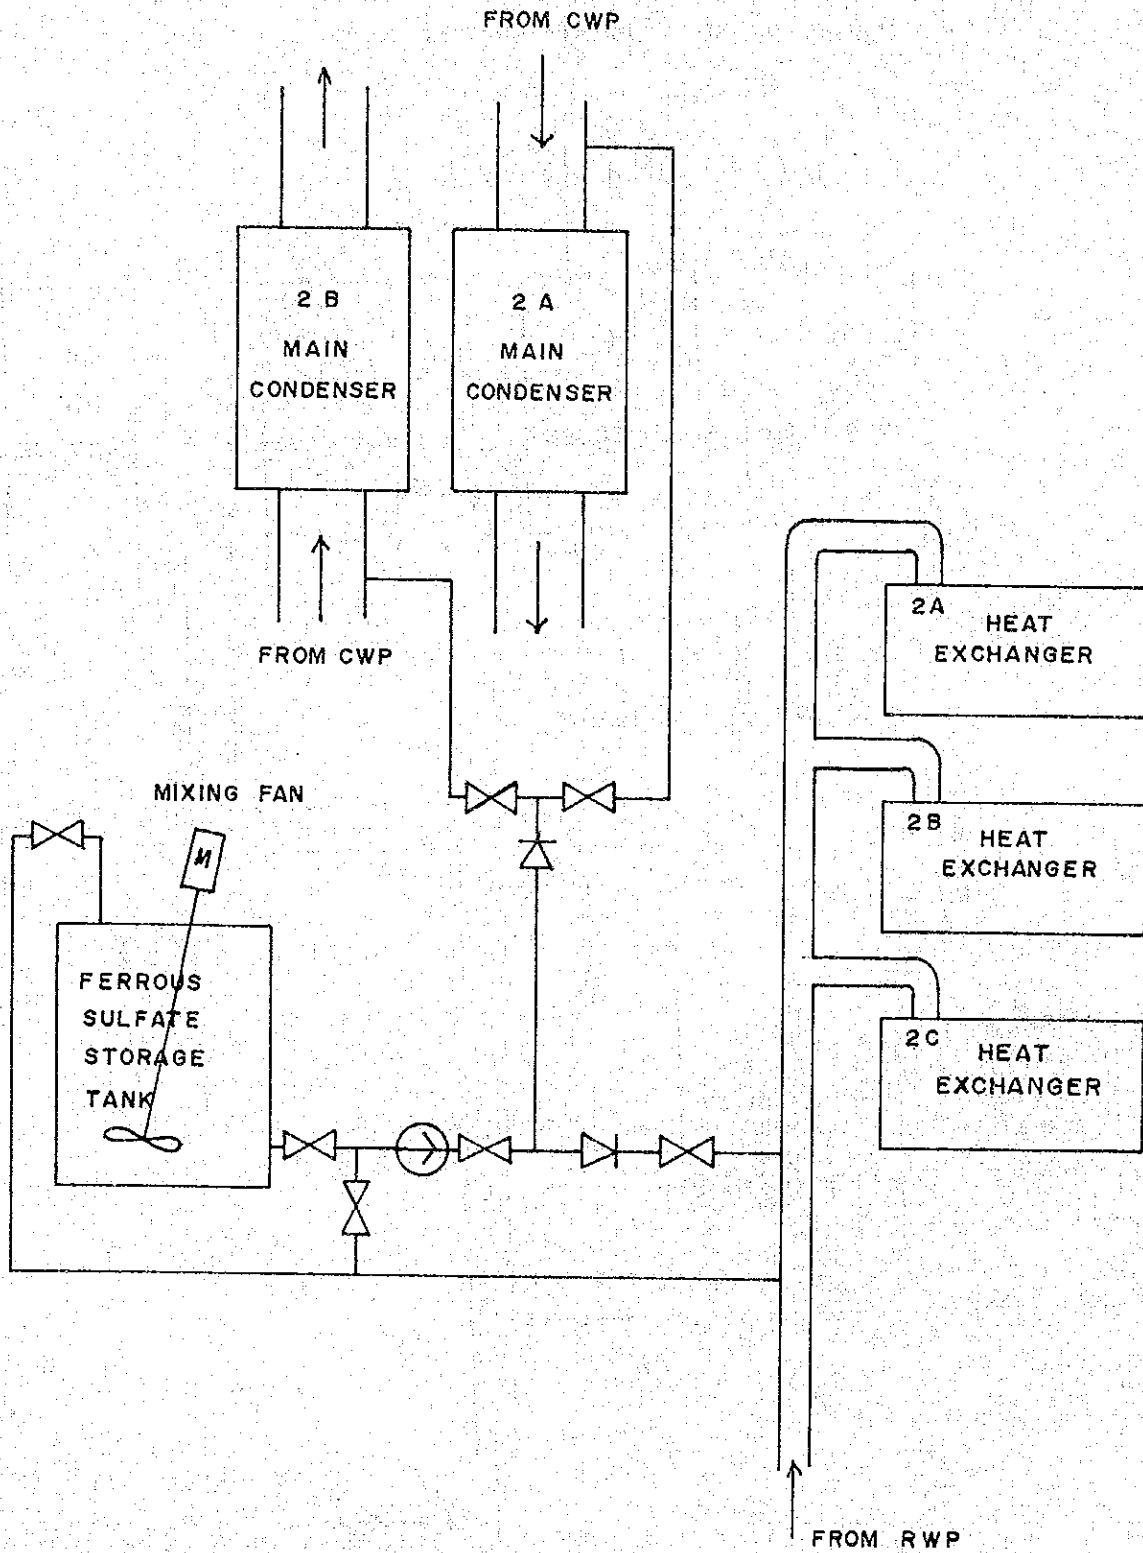 FROM CWP
2 B
MAIN
CONDENSER
2 A
MAIN
CONDENSER
FROM CWP
2A
HEAT
EXCHANGER
MIXING FAN
M
2B
HEAT
EXCHANGER
FERROUS
SULFATE
STORAGE
TANK
2C
HEAT
EXCHANGER
FROM RWP